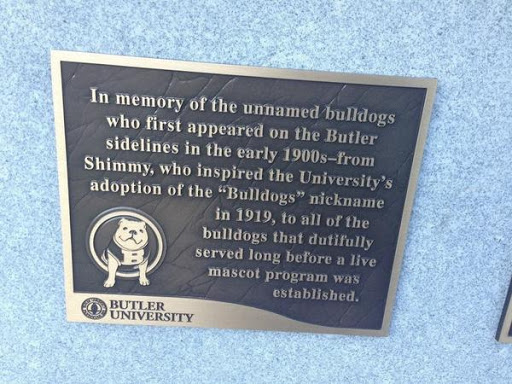 In memory of the unnamed bulldogs
who first appeared on the Butler
sidelines in the early 1900s–from
Shimmy, who inspired the University's
adoption of the "Bulldogs" nickname
in 1919, to all of the
bulldogs that dutifully
served long before a live
mascot program was
established.
B
BUTLER
UNIVERSITY